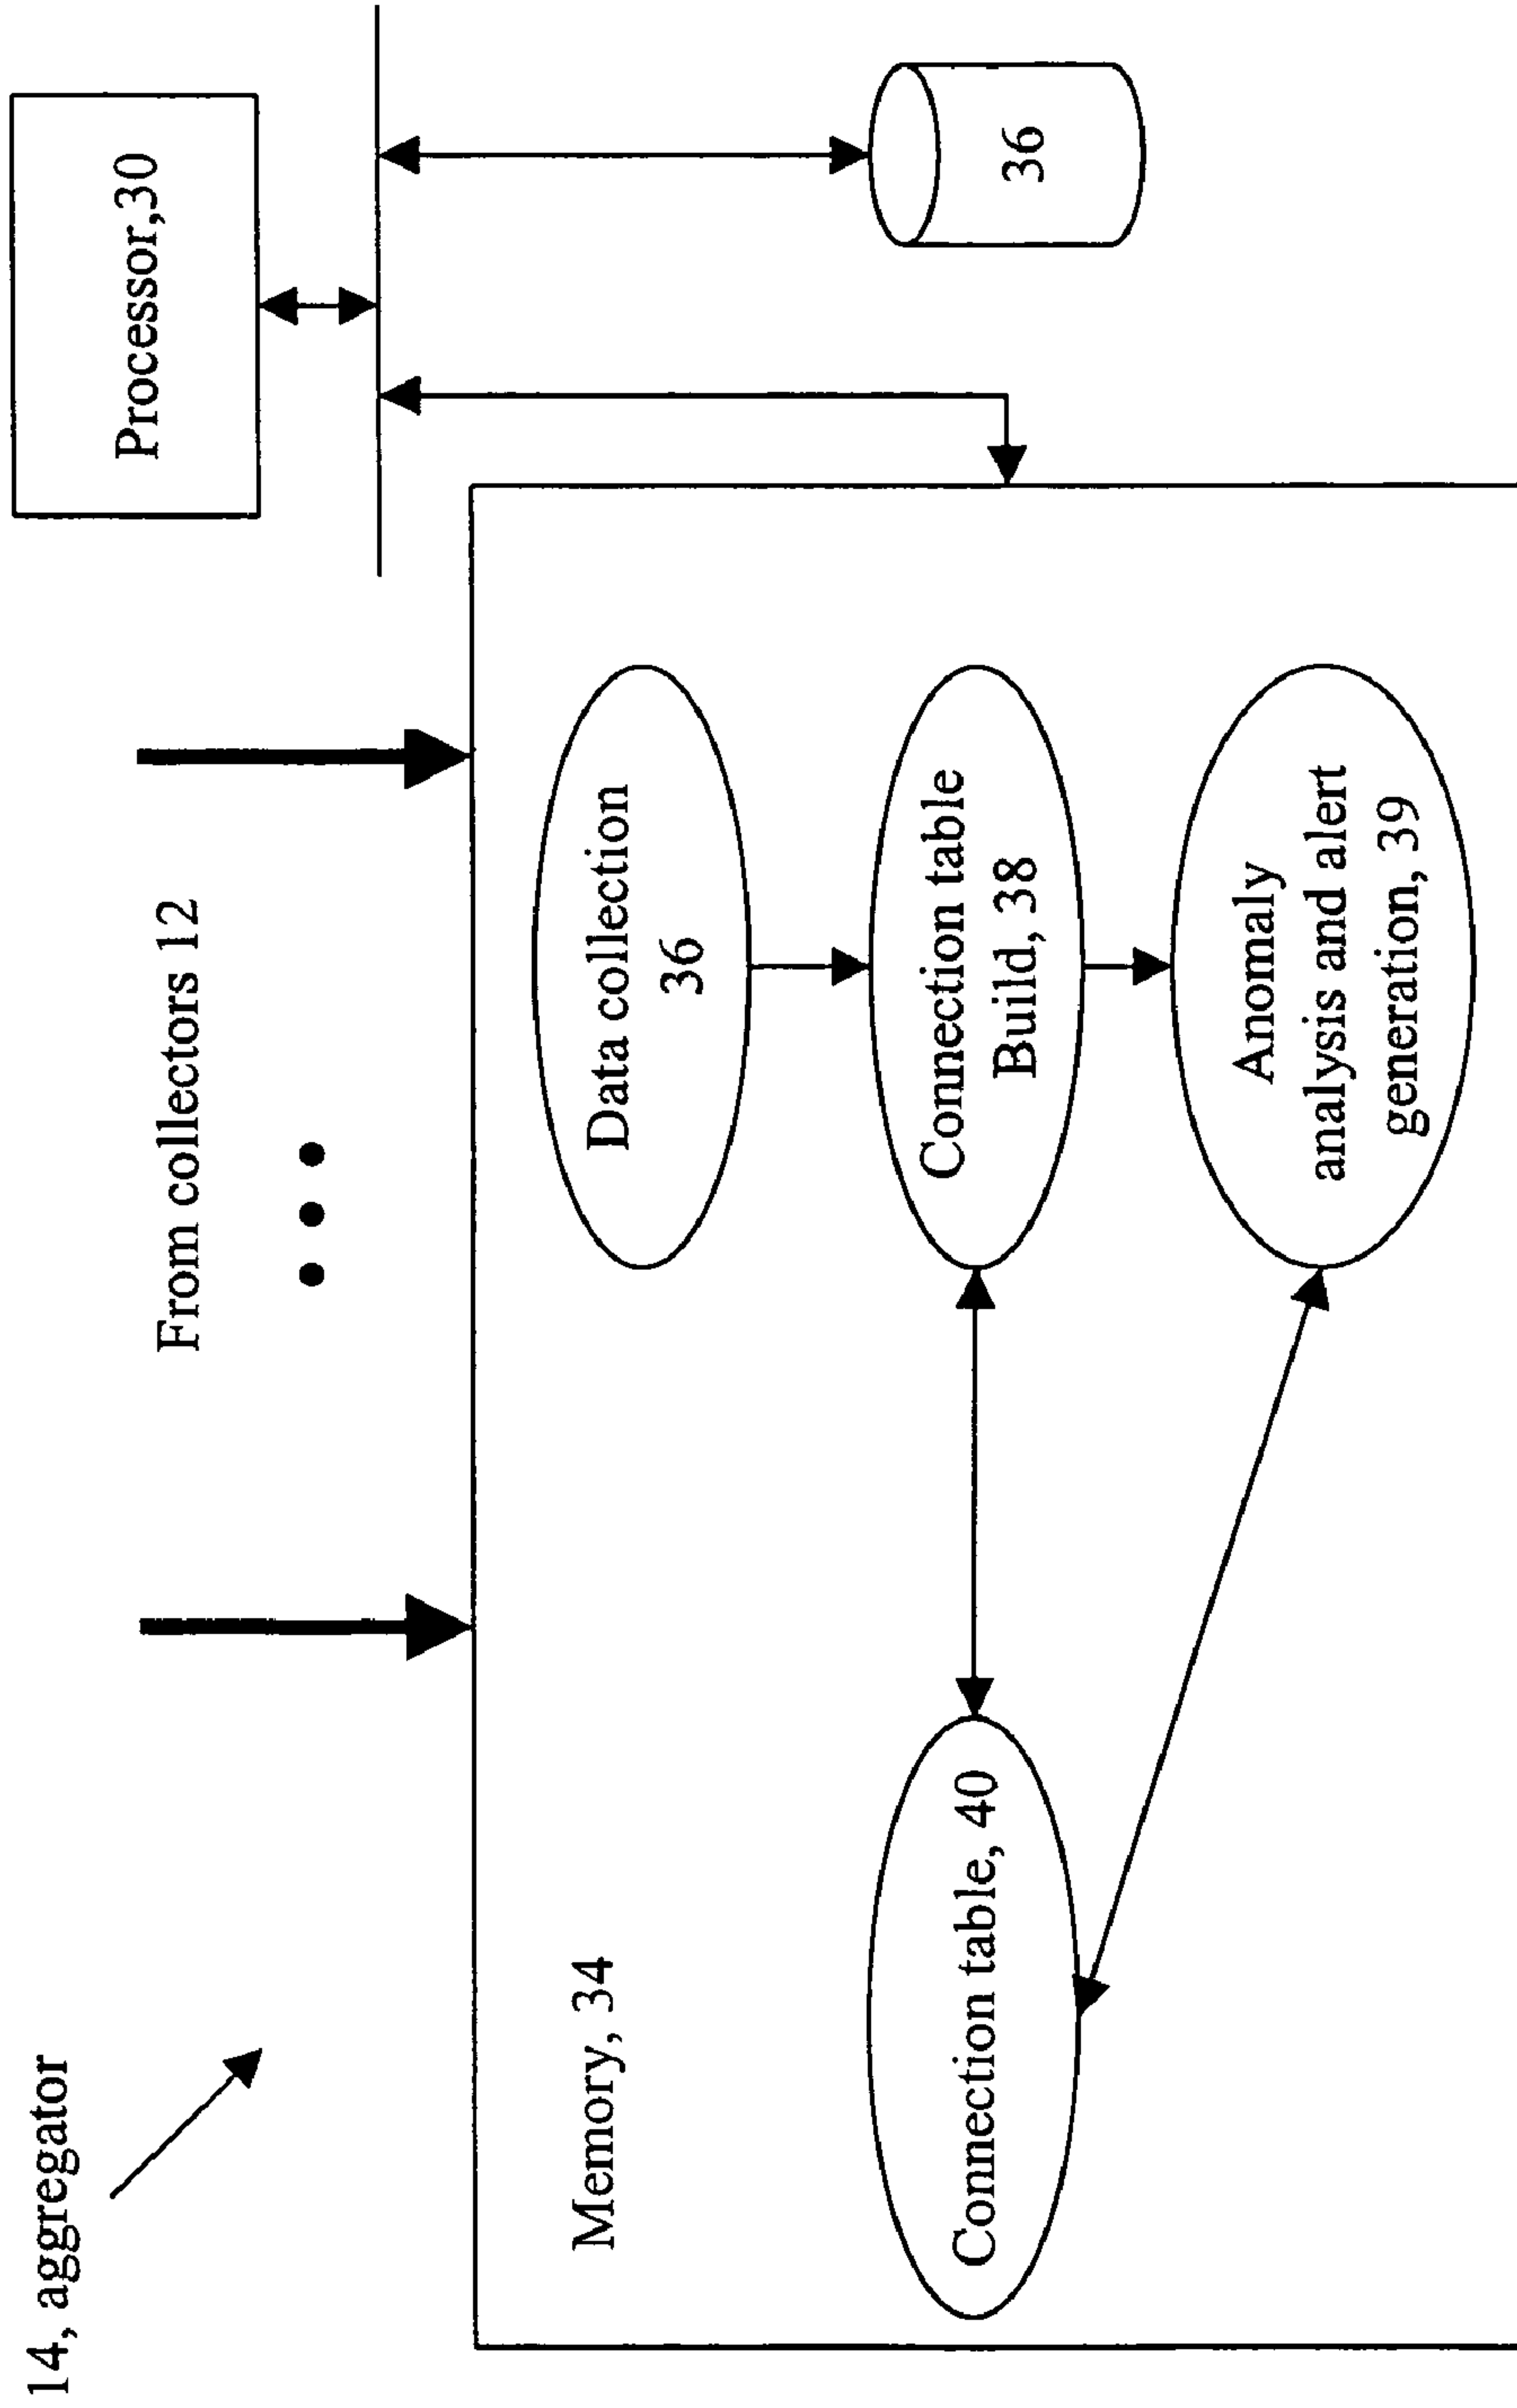 14, aggregator
From collectors 12
Processor,30
Memory, 34
Data collection
36
Connection table, 40
Connection table
Build, 38
36
Anomaly
analysis and alert
generation, 39